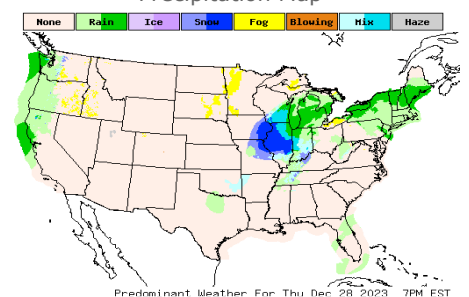 Precipitation Map
None Rain Ice Snow Fog Blowing Mix Haze
Predominant Weather For Thu Dec 28 2023 7PM EST